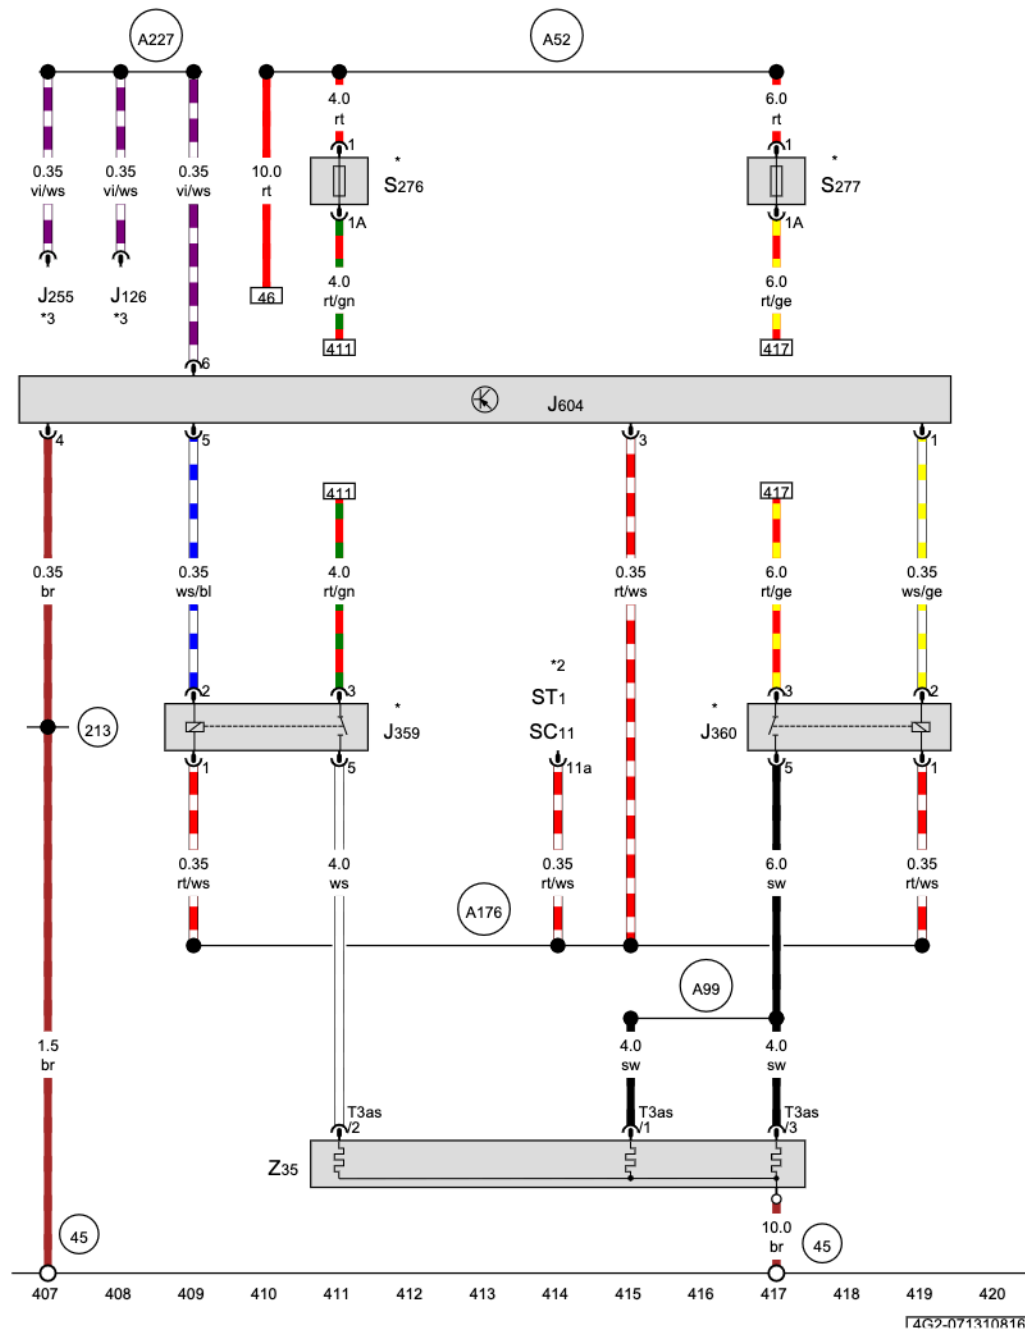 A227
A52
4.0
rt
6.0
rt
1
1
*
S276
*
S277
0.35
vi/ws
0.35
vi/ws
0.35
vi/ws
10.0
rt
1A
1A
4.0
rt/gn
6.0
rt/ge
J255
*3
J126
*3
46
411
417
6
J604
4
5
3
1
411
417
0.35
br
0.35
ws/bl
4.0
rt/gn
0.35
rt/ws
6.0
rt/ge
0.35
ws/ge
*2
ST1
SC11
2
3
*
J359
3
2
*
J360
213
1
5
11a
5
1
0.35
rt/ws
4.0
ws
0.35
rt/ws
6.0
sw
0.35
rt/ws
A176
A99
1.5
br
4.0
sw
4.0
sw
T3as
/2
T3as
/1
T3as
/3
Z35
45
10.0
br
45
407 408 409 410 411 412 413 414 415 416 417 418 419 420
4G2-071310816